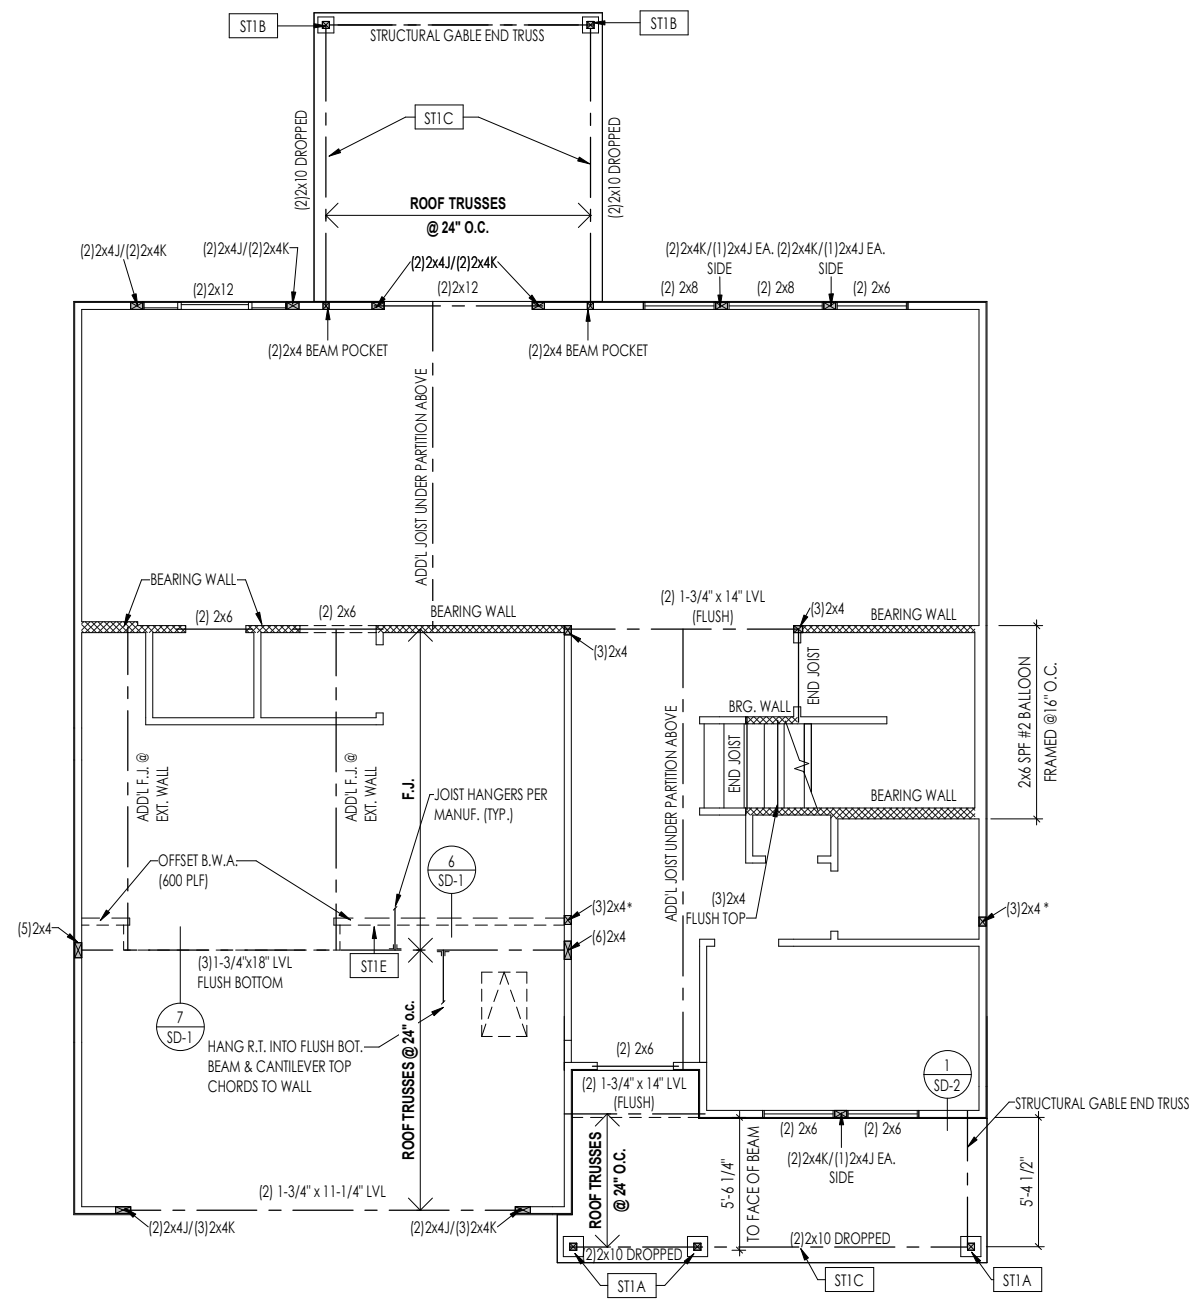 ST1B
ST1B
STRUCTURAL GABLE END TRUSS
ST1C
(2)2x10 DROPPED
(2)2x10 DROPPED
ROOF TRUSSES
@ 24" O.C.
(2)2x4J/(2)2x4K
(2)2x4J/(2)2x4K
(2)2x4J/(2)2x4K
(2)2x4K/(1)2x4J EA.
SIDE
(2)2x4K/(1)2x4J EA.
SIDE
(2)2x12
(2)2x12
(2) 2x8
(2) 2x8
(2) 2x6
(2)2x4 BEAM POCKET
(2)2x4 BEAM POCKET
ADD'L JOIST UNDER PARTITION ABOVE
BEARING WALL
(2) 2x6
(2) 2x6
BEARING WALL
(2) 1-3/4" x 14" LVL
(FLUSH)
(3)2x4
BEARING WALL
(3)2x4
END JOIST
2x6 SPF #2 BALLOON
FRAMED @16" O.C.
BRG. WALL
END JOIST
ADD'L JOIST UNDER PARTITION ABOVE
ADD'L F.J. @
EXT. WALL
ADD'L F.J. @
EXT. WALL
F.J.
JOIST HANGERS PER
MANUF. (TYP.)
BEARING WALL
OFFSET B.W.A.
(600 PLF)
6
SD-1
(3)2x4
FLUSH TOP
(3)2x4*
(3)2x4 *
(5)2x4
(6)2x4
(3)1-3/4"x18" LVL
FLUSH BOTTOM
ST1E
7
SD-1
HANG R.T. INTO FLUSH BOT.
BEAM & CANTILEVER TOP
CHORDS TO WALL
ROOF TRUSSES @ 24" o.c.
(2) 2x6
(2) 1-3/4" x 14" LVL
(FLUSH)
1
SD-2
STRUCTURAL GABLE END TRUSS
(2) 2x6
(2) 2x6
(2)2x4K/(1)2x4J EA.
SIDE
ROOF TRUSSES
@ 24" O.C.
5'-6 1/4"
TO FACE OF BEAM
5'-4 1/2"
(2) 1-3/4" x 11-1/4" LVL
(2)2x4J/(3)2x4K
(2)2x4J/(3)2x4K
2)2x10 DROPPED
(2)2x10 DROPPED
ST1A
ST1C
ST1A